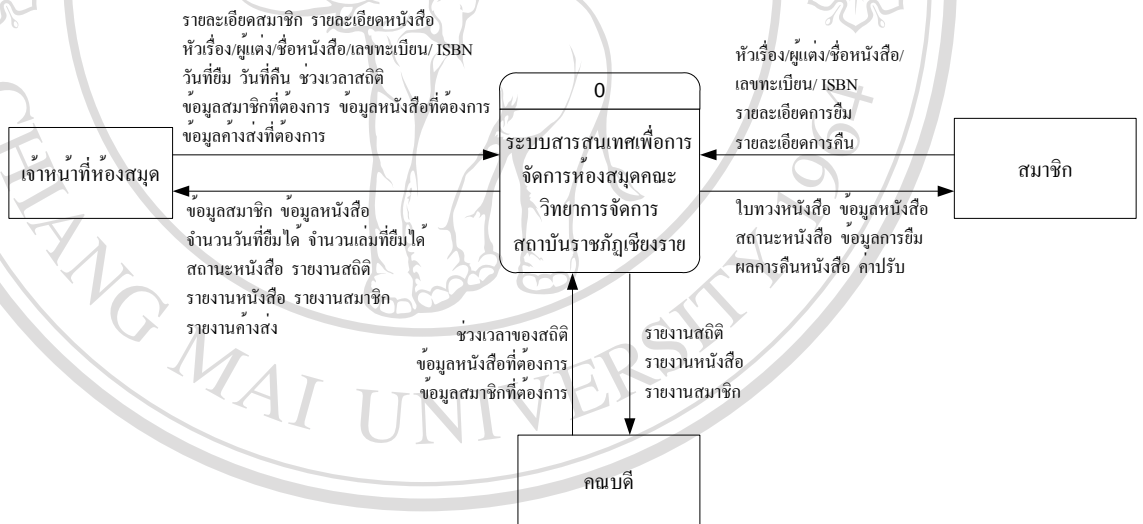 รายละเอียดสมาชิก รายละเอียดหนังสือ
หัวเรื่อง/ผู้แต่ง/ชื่อหนังสือ/เลขทะเบียน/ ISBN
วันที่ยืม วันที่คืน ช่วงเวลาสถิติ
ข้อมูลสมาชิกที่ต้องการ ข้อมูลหนังสือที่ต้องการ
ข้อมูลค้างส่งที่ต้องการ
เจ้าหน้าที่ห้องสมุด
ข้อมูลสมาชิก ข้อมูลหนังสือ
จำนวนวันที่ยืมได้ จำนวนเล่มที่ยืมได้
สถานะหนังสือ รายงานสถิติ
รายงานหนังสือ รายงานสมาชิก
รายงานค้างส่ง
0
ระบบสารสนเทศเพื่อการ
จัดการห้องสมุดคณะ
วิทยาการจัดการ
สถาบันราชภัฏเชียงราย
หัวเรื่อง/ผู้แต่ง/ชื่อหนังสือ/
เลขทะเบียน/ ISBN
รายละเอียดการยืม
รายละเอียดการคืน
สมาชิก
ใบทวงหนังสือ ข้อมูลหนังสือ
สถานะหนังสือ ข้อมูลการยืม
ผลการคืนหนังสือ ค่าปรับ
ช่วงเวลาของสถิติ
ข้อมูลหนังสือที่ต้องการ
ข้อมูลสมาชิกที่ต้องการ
รายงานสถิติ
รายงานหนังสือ
รายงานสมาชิก
คณบดี
CHIANG MAI UNIVERSITY 1964